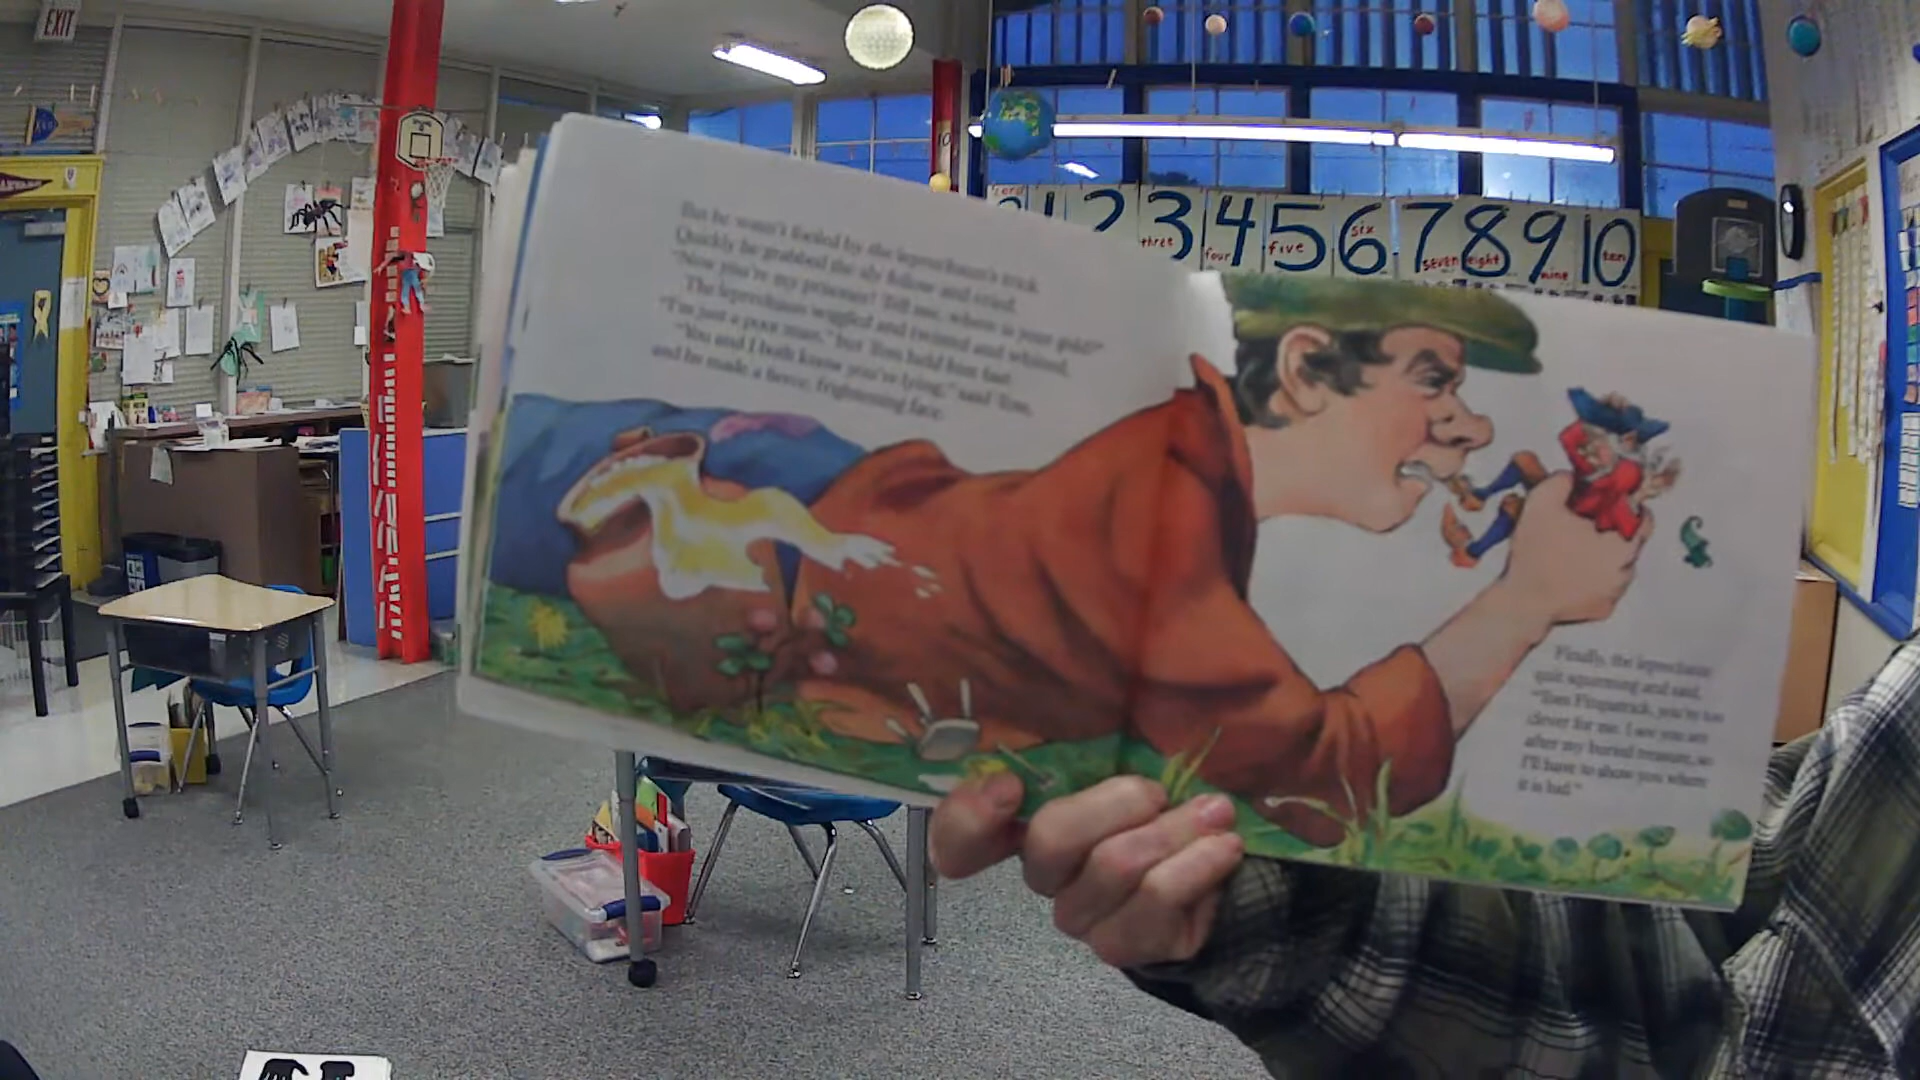 EXIT
10
1 2 3 4 5 6 7 8 9 10
three four five six seven eight nine ten
But he wasn't fooled by the leprechaun's trick.
Quickly he grabbed the sly fellow and cried,
"Now you're my prisoner! Tell me, where is your gold?"
The leprechaun wiggled and twisted and whined,
"I'm just a poor man," but Tom held him fast.
"You and I both know you're lying," said Tom,
and he made a fierce, frightening face.
Finally, the leprechaun
quit squirming and said,
"Tom Fitzpatrick, you're too
clever for me. I see you are
after my buried treasure, so
I'll have to show you where
it is hid."